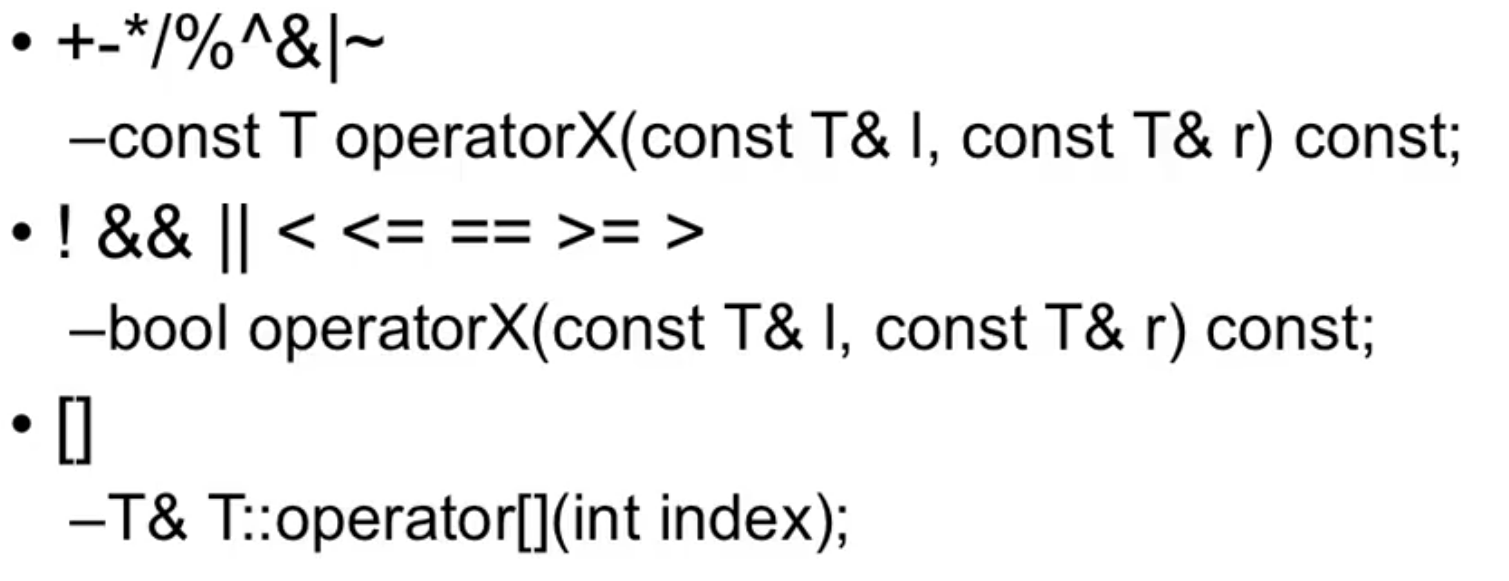 • +-*/%^&|~
–const T operatorX(const T& l, const T& r) const;
• ! && || < <= == >= >
–bool operatorX(const T& l, const T& r) const;
• []
–T& T::operator[](int index);